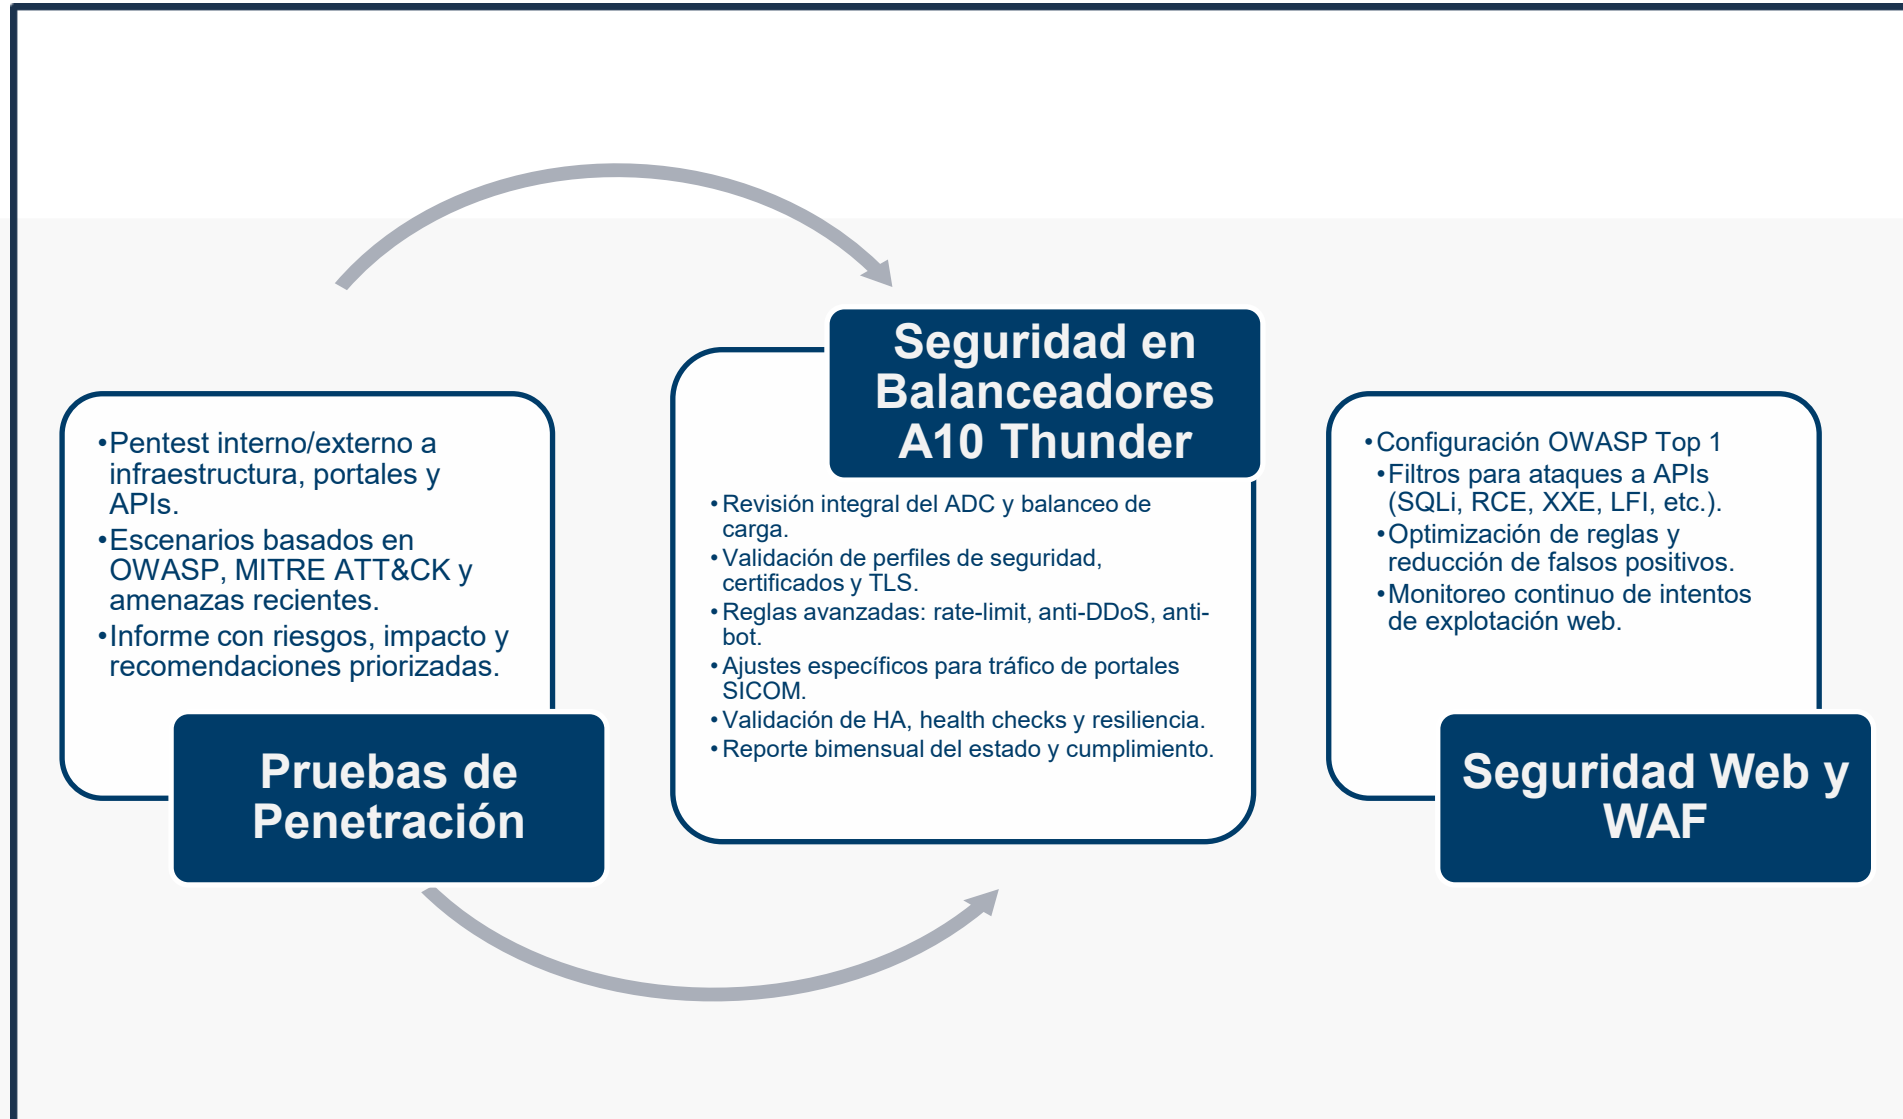 •Pentest interno/externo a
infraestructura, portales y
APIs.
•Escenarios basados en
OWASP, MITRE ATT&CK y
amenazas recientes.
•Informe con riesgos, impacto y
recomendaciones priorizadas.
Pruebas de
Penetración
Seguridad en
Balanceadores
A10 Thunder
•Revisión integral del ADC y balanceo de
carga.
•Validación de perfiles de seguridad,
certificados y TLS.
•Reglas avanzadas: rate-limit, anti-DDoS, anti-
bot.
•Ajustes específicos para tráfico de portales
SICOM.
•Validación de HA, health checks y resiliencia.
•Reporte bimensual del estado y cumplimiento.
•Configuración OWASP Top 1
•Filtros para ataques a APIs
(SQLi, RCE, XXE, LFI, etc.).
•Optimización de reglas y
reducción de falsos positivos.
•Monitoreo continuo de intentos
de explotación web.
Seguridad Web y
WAF